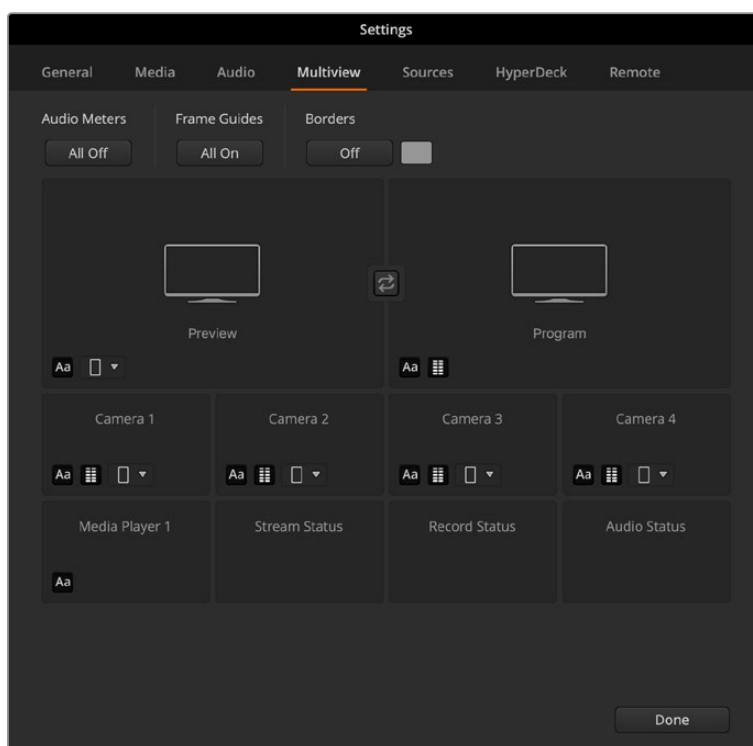 Settings
General Media Audio Multiview Sources HyperDeck Remote
Audio Meters Frame Guides Borders
All Off All On Off
Preview Program
Aa Aa
Camera 1 Camera 2 Camera 3 Camera 4
Aa Aa Aa Aa
Media Player 1 Stream Status Record Status Audio Status
Aa
Done